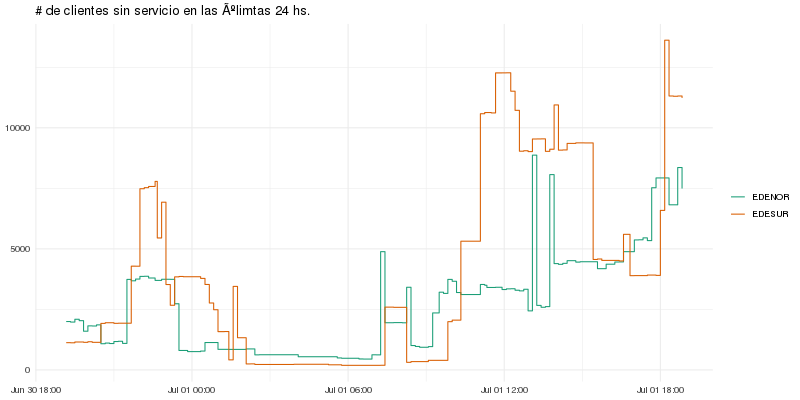 # de clientes sin servicio en las Ãºlimtas 24 hs.
10000
5000
0
Jun 30 18:00
Jul 01 00:00
Jul 01 06:00
Jul 01 12:00
Jul 01 18:00
EDENOR
EDESUR